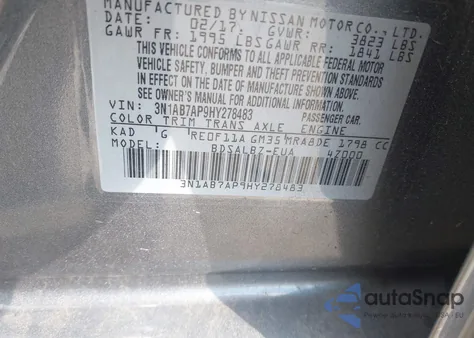 MANUFACTURED BY NISSAN MOTOR CO., LTD.
02/17 GVWR: 3823 LBS
GAWR FR: 1995 LBS GAWR RR: 1841 LBS
THIS VEHICLE CONFORMS TO ALL APPLICABLE FEDERAL MOTOR
VEHICLE SAFETY, BUMPER AND THEFT PREVENTION STANDARDS
IN EFFECT ON THE DATE OF MANUFACTURE SHOWN ABOVE.
SEE OWNER'S MANUAL FOR ADDITIONAL INFORMATION
VIN: 3N1AB7AP9HY278483 PASSENGER CAR.
COLOR TRIM TRANS AXLE ENGINE
KAD G RE0F11A GM35 MRA8DE 1798 CC
MODEL: BDSALBZ-EUA 4Z000
3N1AB7AP9HY278483
autoSnap